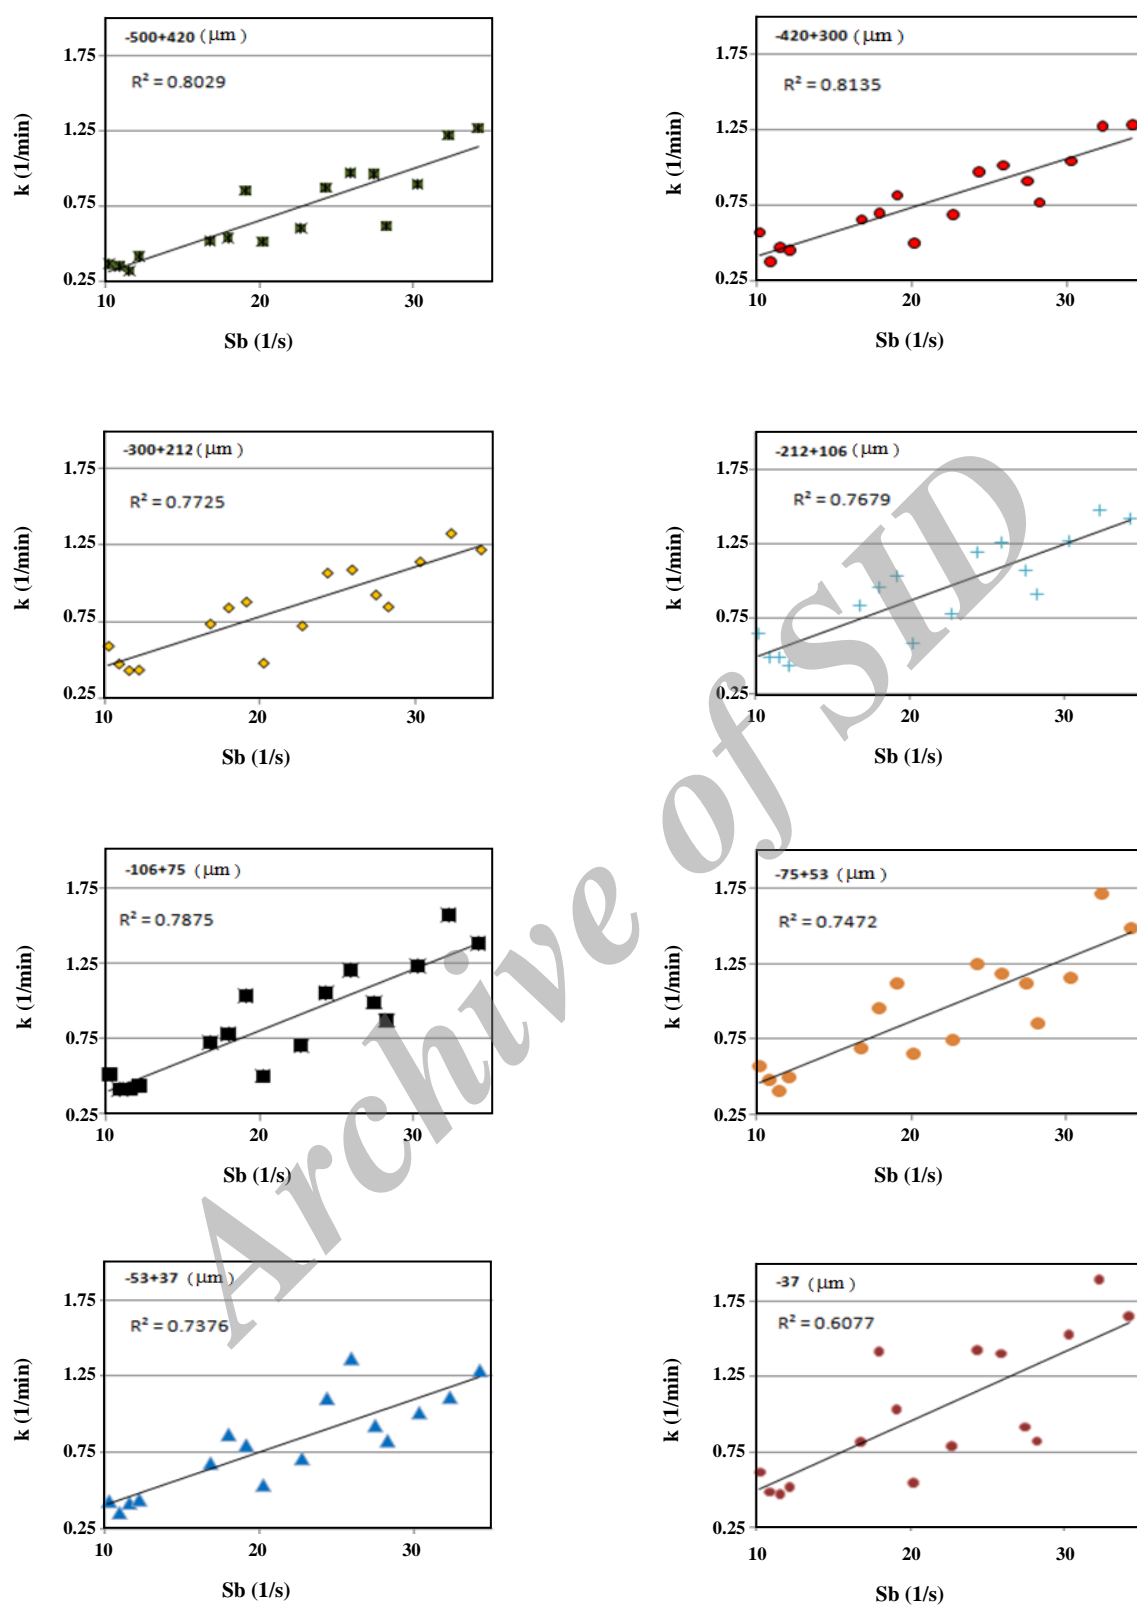 -500+420 (μm )
R² = 0.8029
1.75
1.25
0.75
0.25
10 20 30
k (1/min)
Sb (1/s)
-420+300 (μm )
R² = 0.8135
1.75
1.25
0.75
0.25
10 20 30
k (1/min)
Sb (1/s)
-300+212 (μm )
R² = 0.7725
1.75
1.25
0.75
0.25
10 20 30
k (1/min)
Sb (1/s)
-212+106 (μm )
R² = 0.7679
1.75
1.25
0.75
0.25
10 20 30
k (1/min)
Sb (1/s)
-106+75 (μm )
R² = 0.7875
1.75
1.25
0.75
0.25
10 20 30
k (1/min)
Sb (1/s)
-75+53 (μm )
R² = 0.7472
1.75
1.25
0.75
0.25
10 20 30
k (1/min)
Sb (1/s)
-53+37 (μm )
R² = 0.7376
1.75
1.25
0.75
0.25
10 20 30
k (1/min)
Sb (1/s)
-37 (μm )
R² = 0.6077
1.75
1.25
0.75
0.25
10 20 30
k (1/min)
Sb (1/s)
Archive of SID